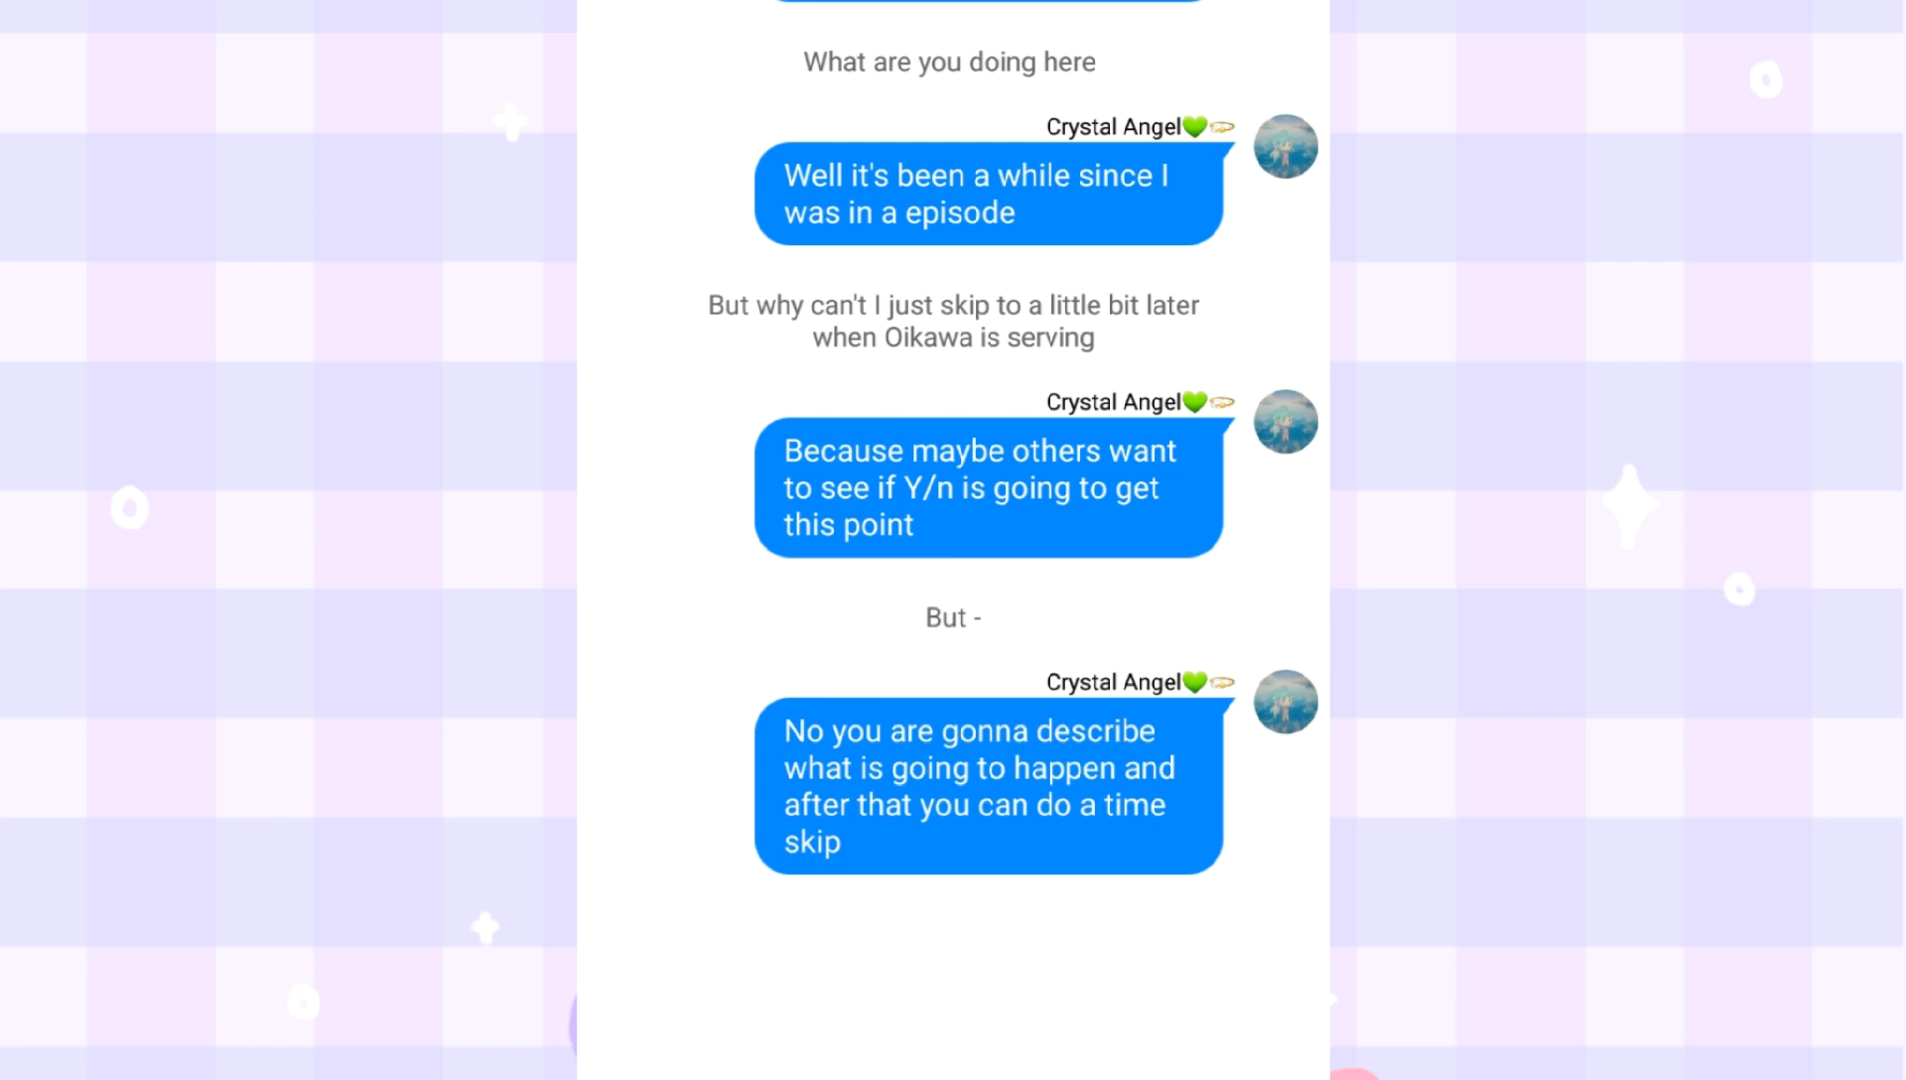 What are you doing here
Crystal Angel💚💫
Well it's been a while since I
was in a episode
But why can't I just skip to a little bit later
when Oikawa is serving
Crystal Angel💚💫
Because maybe others want
to see if Y/n is going to get
this point
But -
Crystal Angel💚💫
No you are gonna describe
what is going to happen and
after that you can do a time
skip